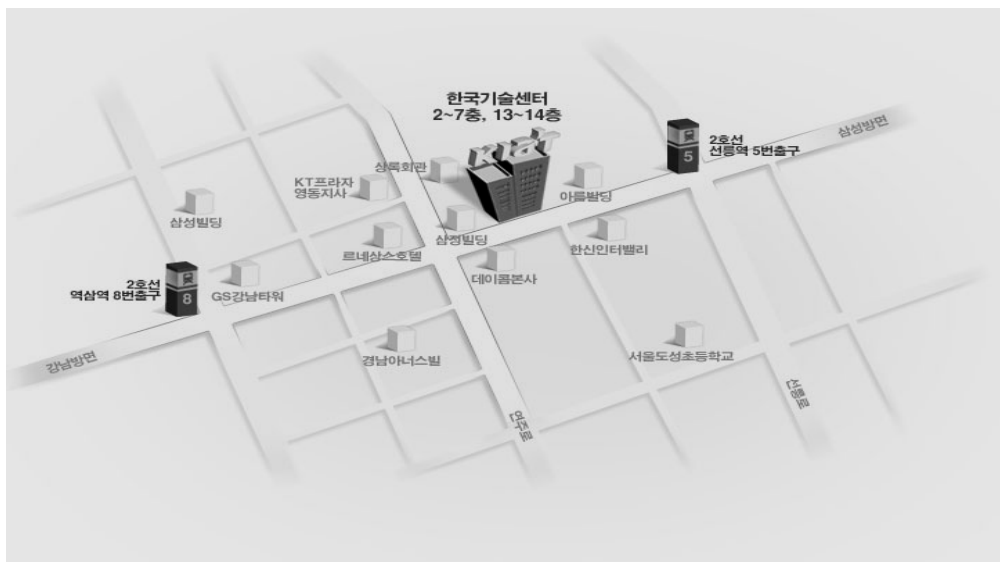 한국기술센터
2~7층, 13~14층
kiat
삼성방면
2호선
선릉역 5번출구
5
상록회관
KT프라자
영동지사
아름빌딩
삼성빌딩
삼정빌딩
한신인터밸리
르네상스호텔
데이콤본사
2호선
역삼역 8번출구
8
GS강남타워
강남방면
경남아너스빌
서울도성초등학교
선릉로
언주로